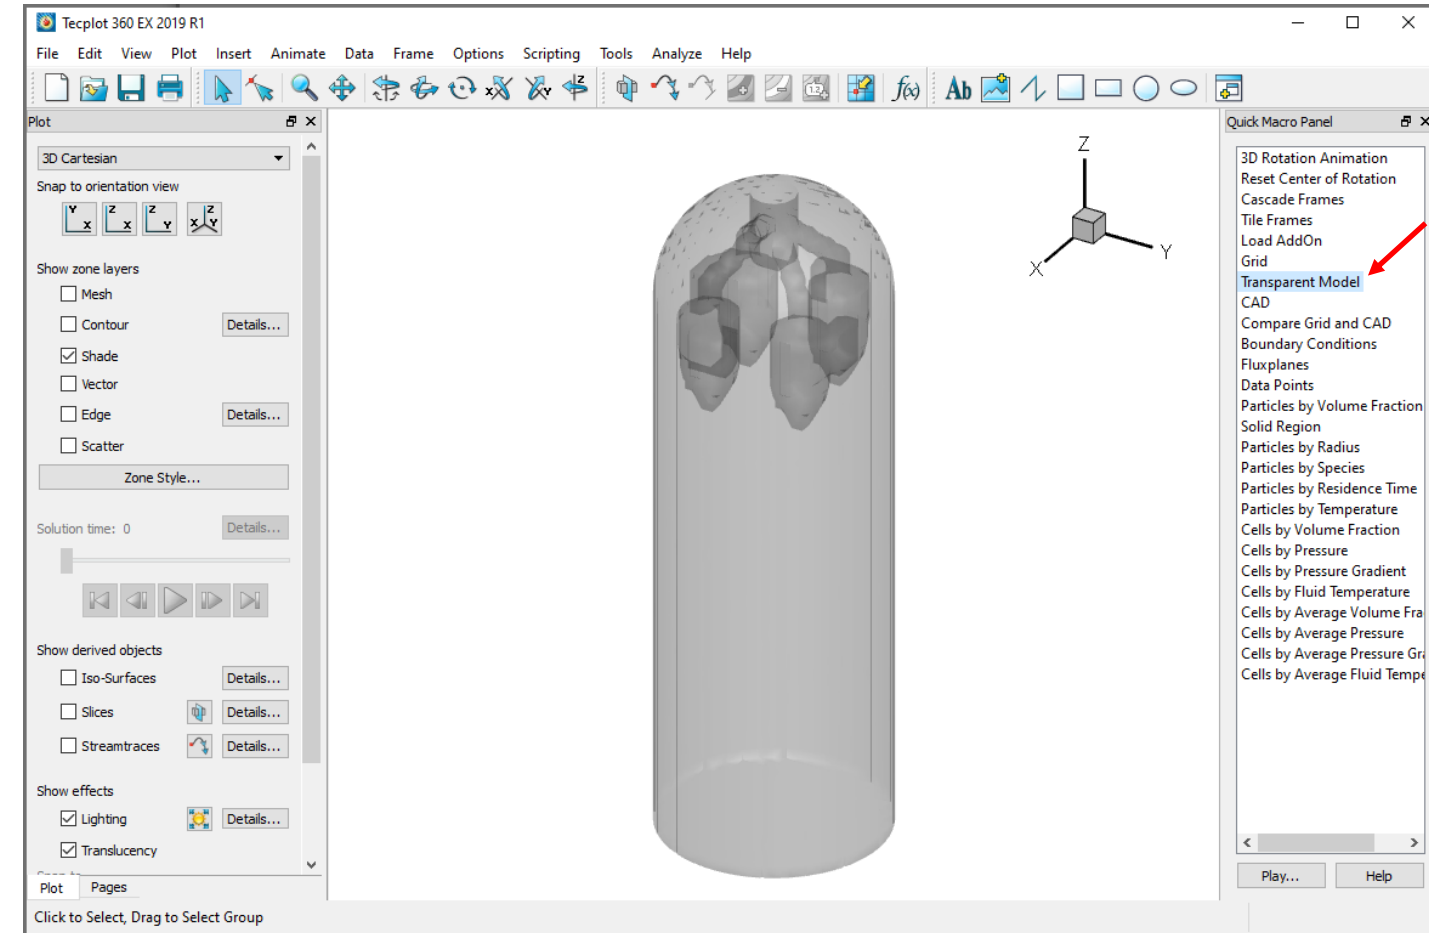 Tecplot 360 EX 2019 R1
File Edit View Plot Insert Animate Data Frame Options Scripting Tools Analyze Help
Ab
Plot
3D Cartesian
Snap to orientation view
Y X Z X Z Y X Z Y
Show zone layers
Mesh
Contour Details...
Shade
Vector
Edge Details...
Scatter
Zone Style...
Solution time: 0 Details...
Show derived objects
Iso-Surfaces Details...
Slices Details...
Streamtraces Details...
Show effects
Lighting Details...
Translucency
Plot Pages
Click to Select, Drag to Select Group
Z
X
Y
Quick Macro Panel
3D Rotation Animation
Reset Center of Rotation
Cascade Frames
Tile Frames
Load AddOn
Grid
Transparent Model
CAD
Compare Grid and CAD
Boundary Conditions
Fluxplanes
Data Points
Particles by Volume Fraction
Solid Region
Particles by Radius
Particles by Species
Particles by Residence Time
Particles by Temperature
Cells by Volume Fraction
Cells by Pressure
Cells by Pressure Gradient
Cells by Fluid Temperature
Cells by Average Volume Fra
Cells by Average Pressure
Cells by Average Pressure Gra
Cells by Average Fluid Tempe
Play... Help